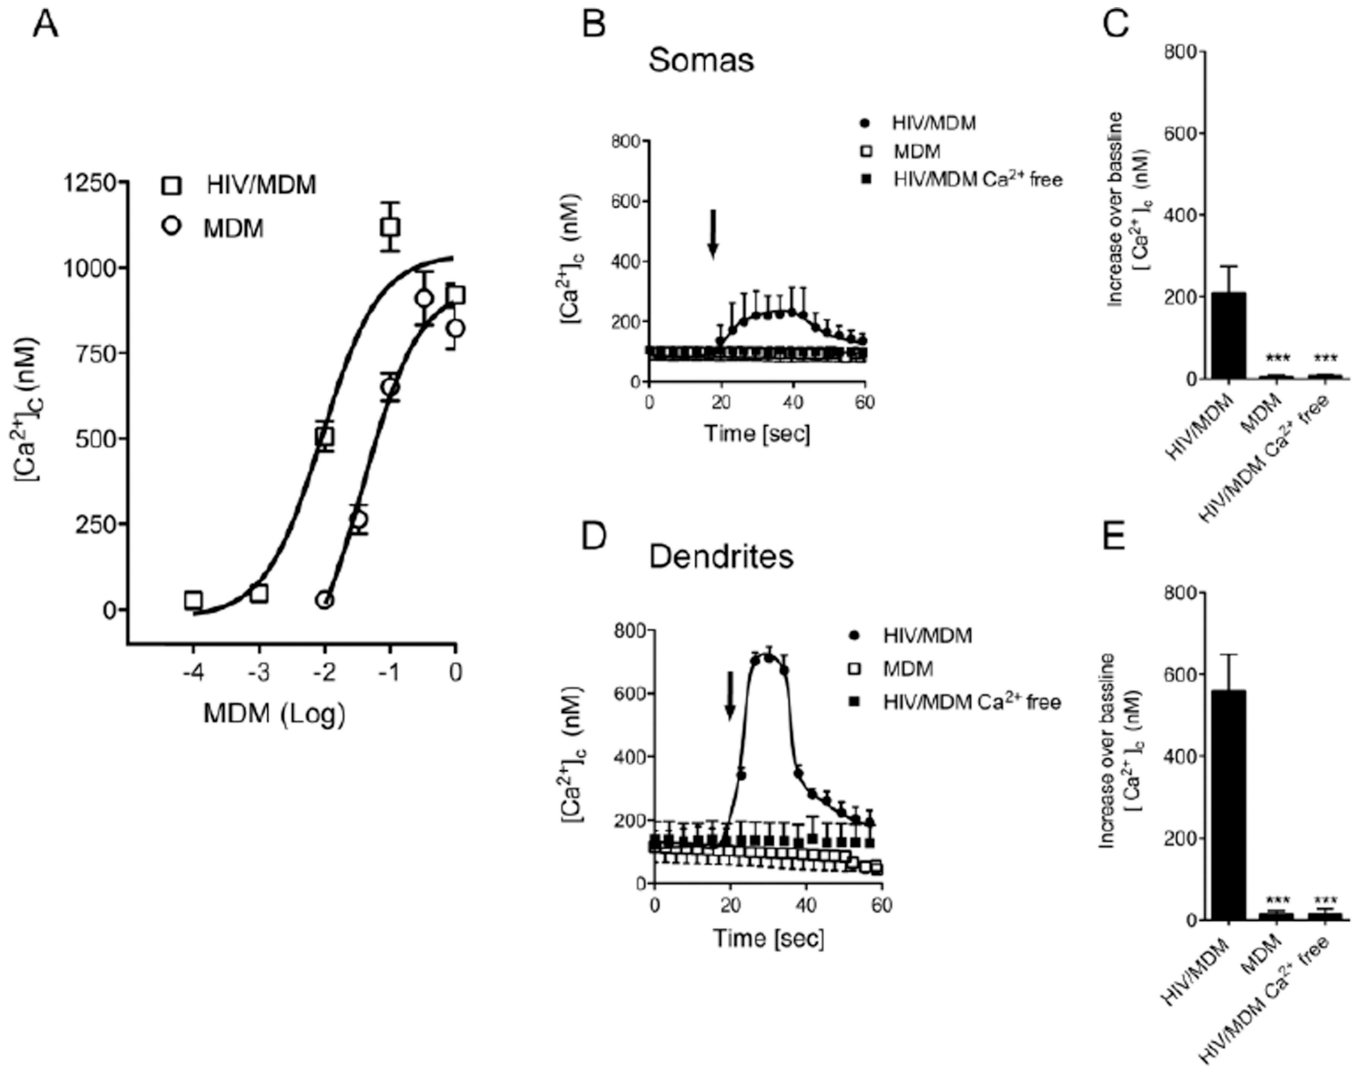 A
1250
1000
750
500
250
0
[Ca²⁺]C (nM)
HIV/MDM
MDM
-4 -3 -2 -1 0
MDM (Log)
B
Somas
800
600
400
200
0
[Ca²⁺]c (nM)
HIV/MDM
MDM
HIV/MDM Ca²⁺ free
0 20 40 60
Time [sec]
C
800
600
400
200
0
Increase over bassline
[ Ca²⁺ ]c (nM)
*** ***
HIV/MDM
MDM
HIV/MDM Ca²⁺ free
D
Dendrites
800
600
400
200
0
[Ca²⁺]c (nM)
HIV/MDM
MDM
HIV/MDM Ca²⁺ free
0 20 40 60
Time [sec]
E
800
600
400
200
0
Increase over bassline
[ Ca²⁺ ]c (nM)
*** ***
HIV/MDM
MDM
HIV/MDM Ca²⁺ free